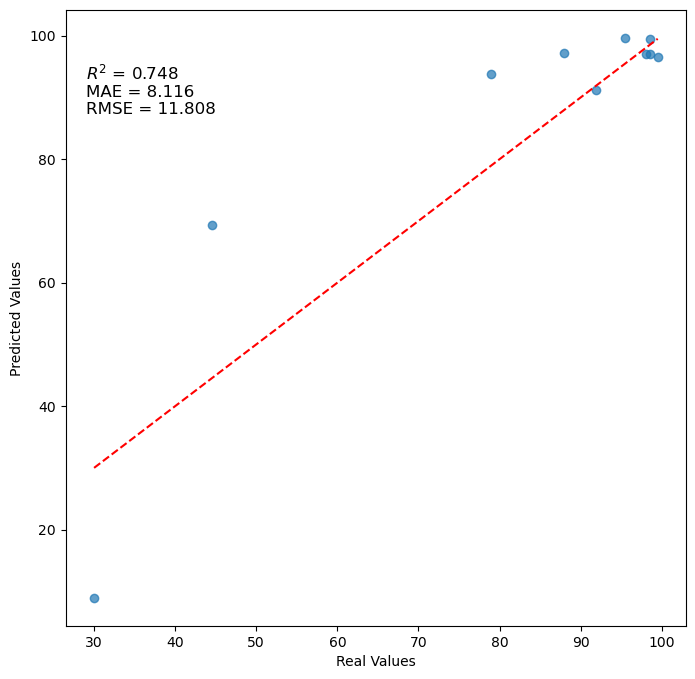 R² = 0.748
MAE = 8.116
RMSE = 11.808
100
80
60
40
20
Predicted Values
30 40 50 60 70 80 90 100
Real Values